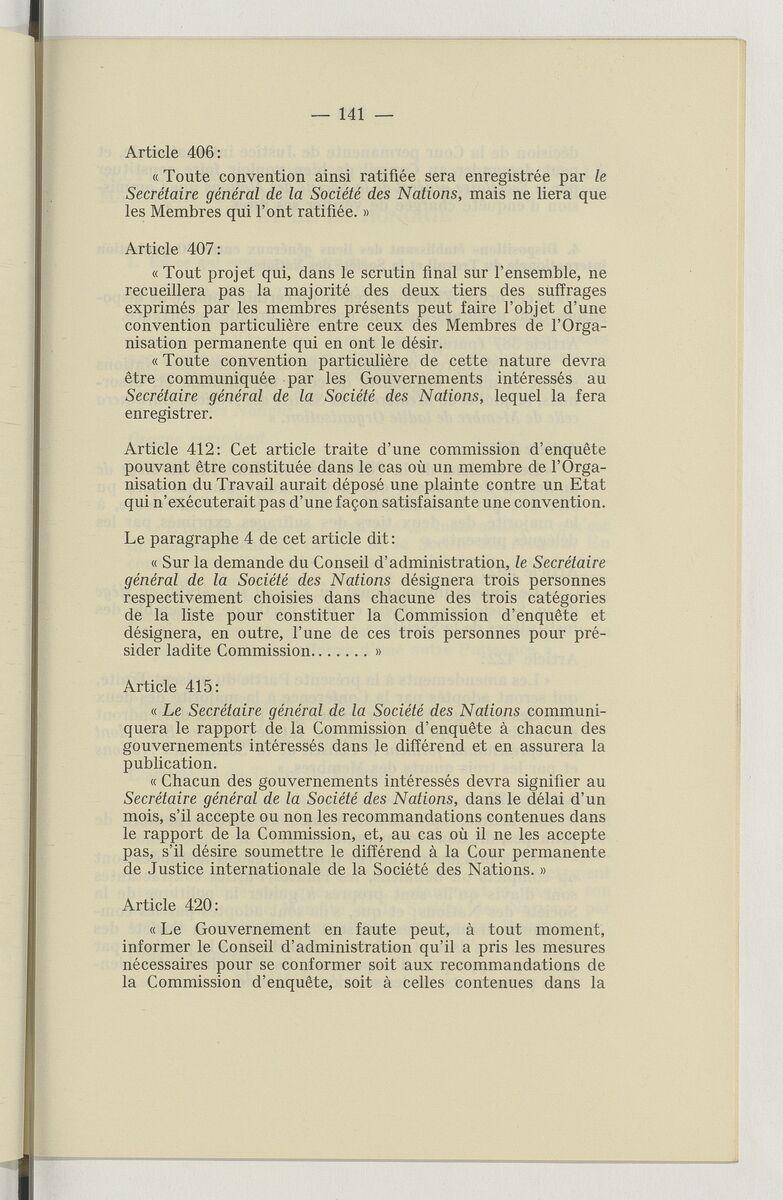 — 141 —
Article 406:
« Toute convention ainsi ratifiée sera enregistrée par le
Secrétaire général de la Société des Nations, mais ne liera que
les Membres qui l'ont ratifiée. »
Article 407:
« Tout projet qui, dans le scrutin final sur l'ensemble, ne
recueillera pas la majorité des deux tiers des suffrages
exprimés par les membres présents peut faire l'objet d'une
convention particulière entre ceux des Membres de l'Orga-
nisation permanente qui en ont le désir.
« Toute convention particulière de cette nature devra
être communiquée par les Gouvernements intéressés au
Secrétaire général de la Société des Nations, lequel la fera
enregistrer.
Article 412: Cet article traite d'une commission d'enquête
pouvant être constituée dans le cas où un membre de l'Orga-
nisation du Travail aurait déposé une plainte contre un Etat
qui n'exécuterait pas d'une façon satisfaisante une convention.
Le paragraphe 4 de cet article dit:
« Sur la demande du Conseil d'administration, le Secrétaire
général de la Société des Nations désignera trois personnes
respectivement choisies dans chacune des trois catégories
de la liste pour constituer la Commission d'enquête et
désignera, en outre, l'une de ces trois personnes pour pré-
sider ladite Commission....... »
Article 415:
« Le Secrétaire général de la Société des Nations communi-
quera le rapport de la Commission d'enquête à chacun des
gouvernements intéressés dans le différend et en assurera la
publication.
« Chacun des gouvernements intéressés devra signifier au
Secrétaire général de la Société des Nations, dans le délai d'un
mois, s'il accepte ou non les recommandations contenues dans
le rapport de la Commission, et, au cas où il ne les accepte
pas, s'il désire soumettre le différend à la Cour permanente
de Justice internationale de la Société des Nations. »
Article 420:
« Le Gouvernement en faute peut, à tout moment,
informer le Conseil d'administration qu'il a pris les mesures
nécessaires pour se conformer soit aux recommandations de
la Commission d'enquête, soit à celles contenues dans la